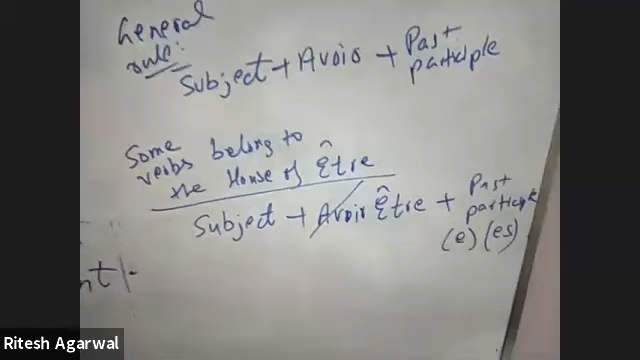 General
rule:
Subject + Avoir + Past
participle
Some
verbs belong to
the House of Être
Subject + Avoir Être + Past
participle
(e) (es)
nt/-
Ritesh Agarwal